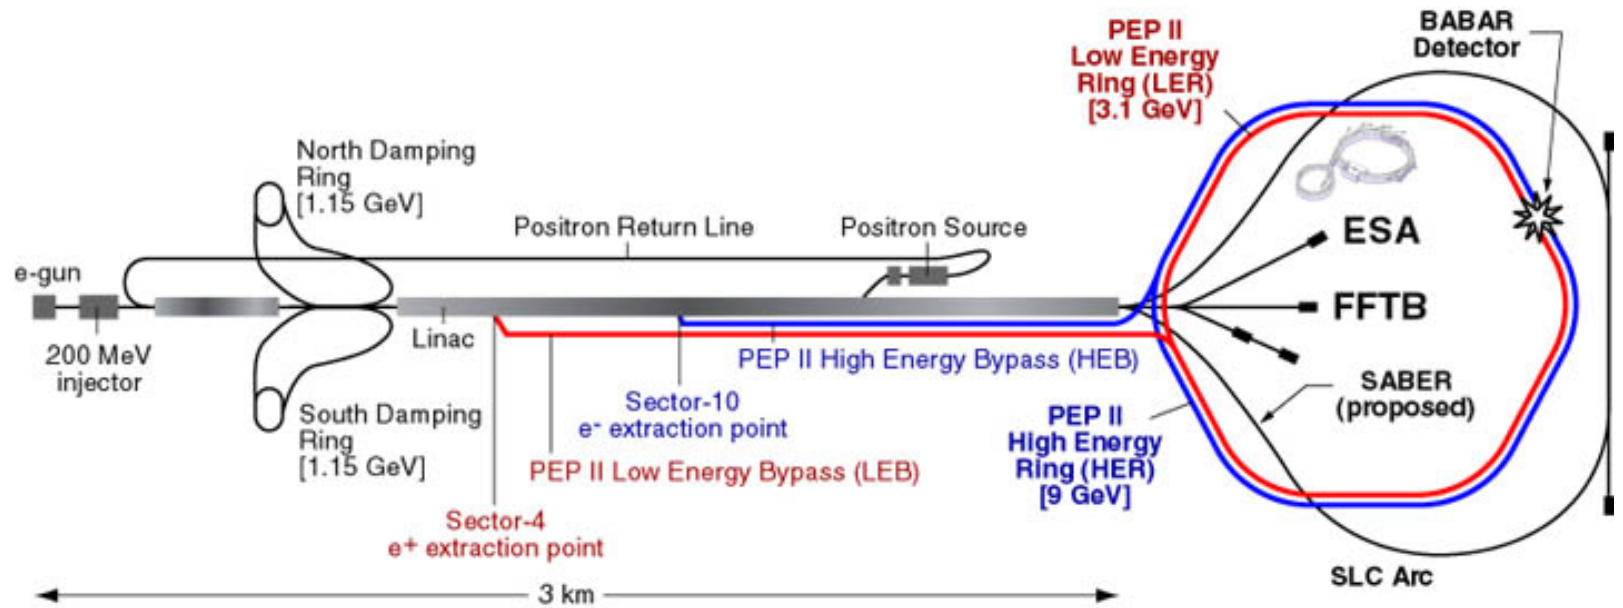 PEP II
Low Energy
Ring (LER)
[3.1 GeV]
BABAR
Detector
North Damping
Ring
[1.15 GeV]
Positron Return Line
Positron Source
ESA
e-gun
FFTB
Linac
200 MeV
injector
PEP II High Energy Bypass (HEB)
SABER
(proposed)
Sector-10
e- extraction point
South Damping
Ring
[1.15 GeV]
PEP II
High Energy
Ring (HER)
[9 GeV]
PEP II Low Energy Bypass (LEB)
Sector-4
e+ extraction point
SLC Arc
3 km